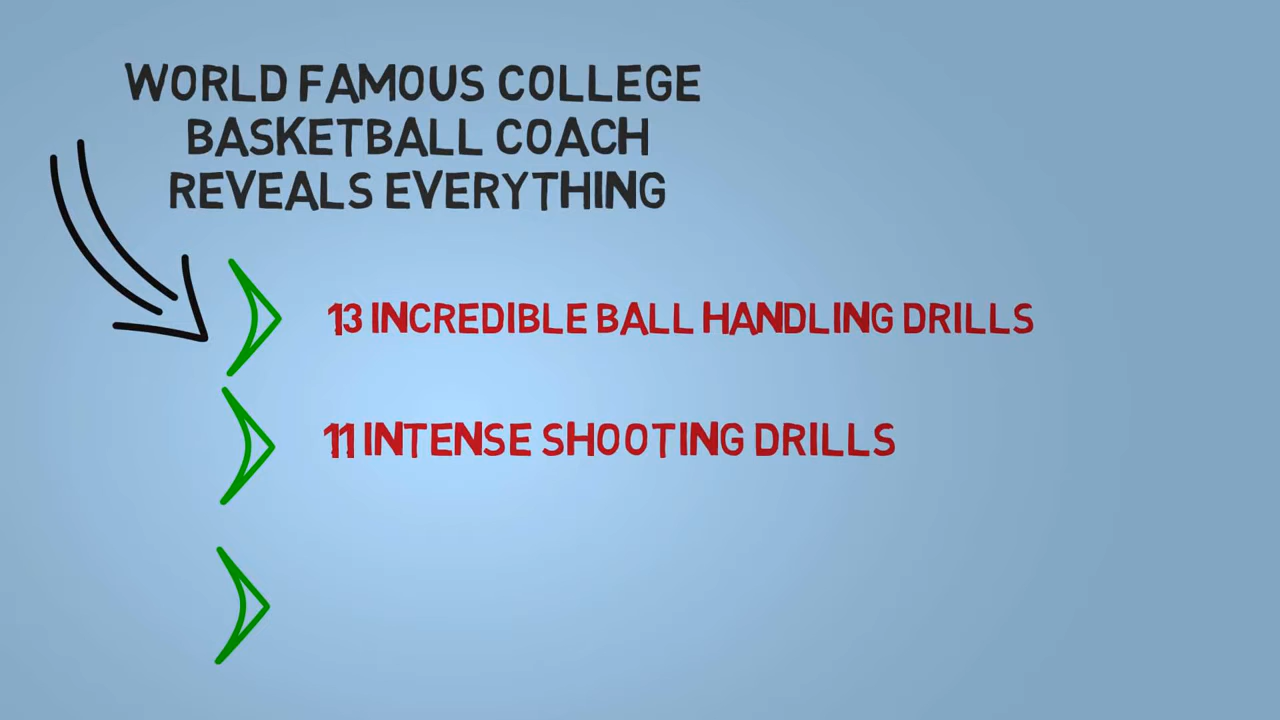 WORLD FAMOUS COLLEGE
BASKETBALL COACH
REVEALS EVERYTHING
13 INCREDIBLE BALL HANDLING DRILLS
11 INTENSE SHOOTING DRILLS